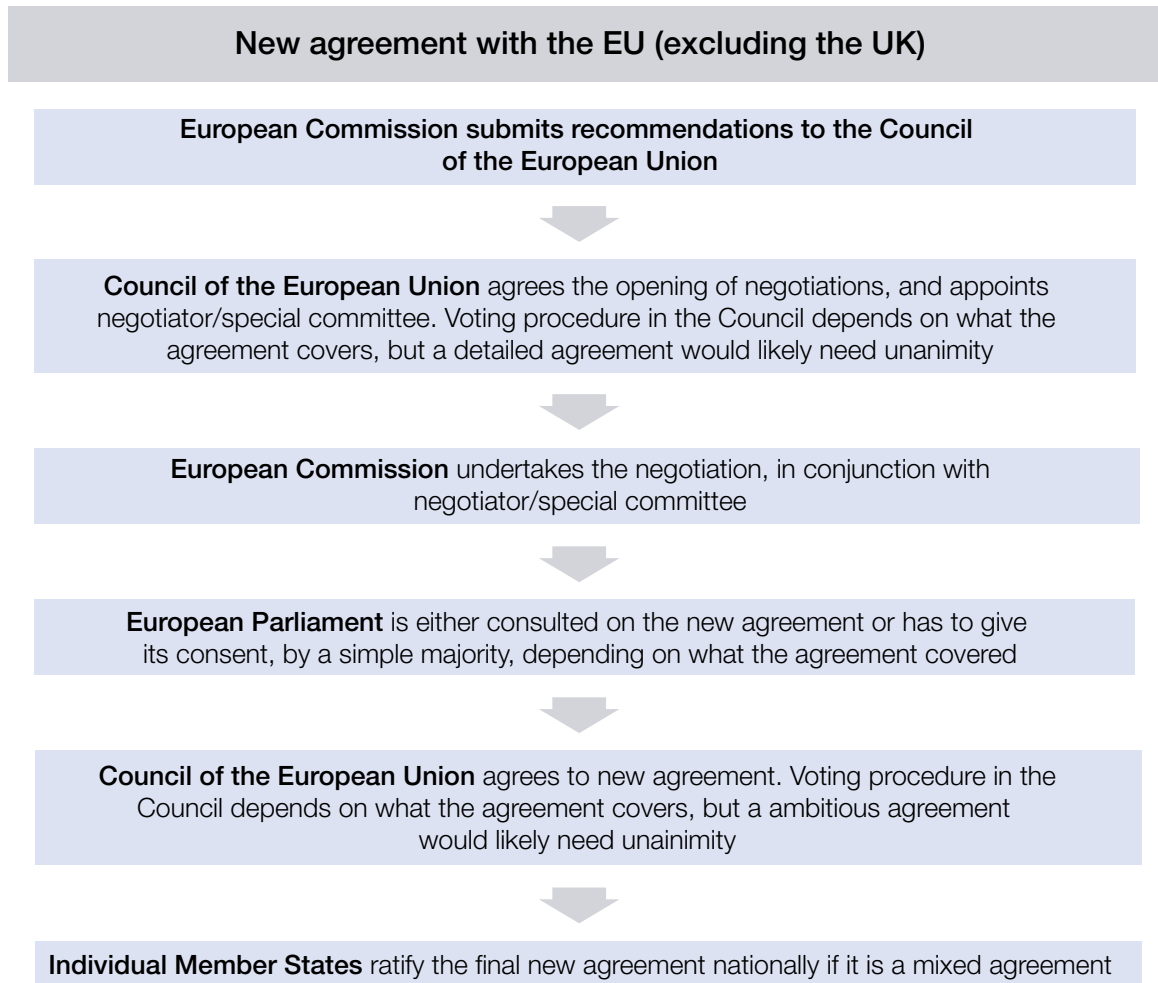 New agreement with the EU (excluding the UK)
European Commission submits recommendations to the Council
of the European Union
Council of the European Union agrees the opening of negotiations, and appoints
negotiator/special committee. Voting procedure in the Council depends on what the
agreement covers, but a detailed agreement would likely need unanimity
European Commission undertakes the negotiation, in conjunction with
negotiator/special committee
European Parliament is either consulted on the new agreement or has to give
its consent, by a simple majority, depending on what the agreement covered
Council of the European Union agrees to new agreement. Voting procedure in the
Council depends on what the agreement covers, but a ambitious agreement
would likely need unainimity
Individual Member States ratify the final new agreement nationally if it is a mixed agreement